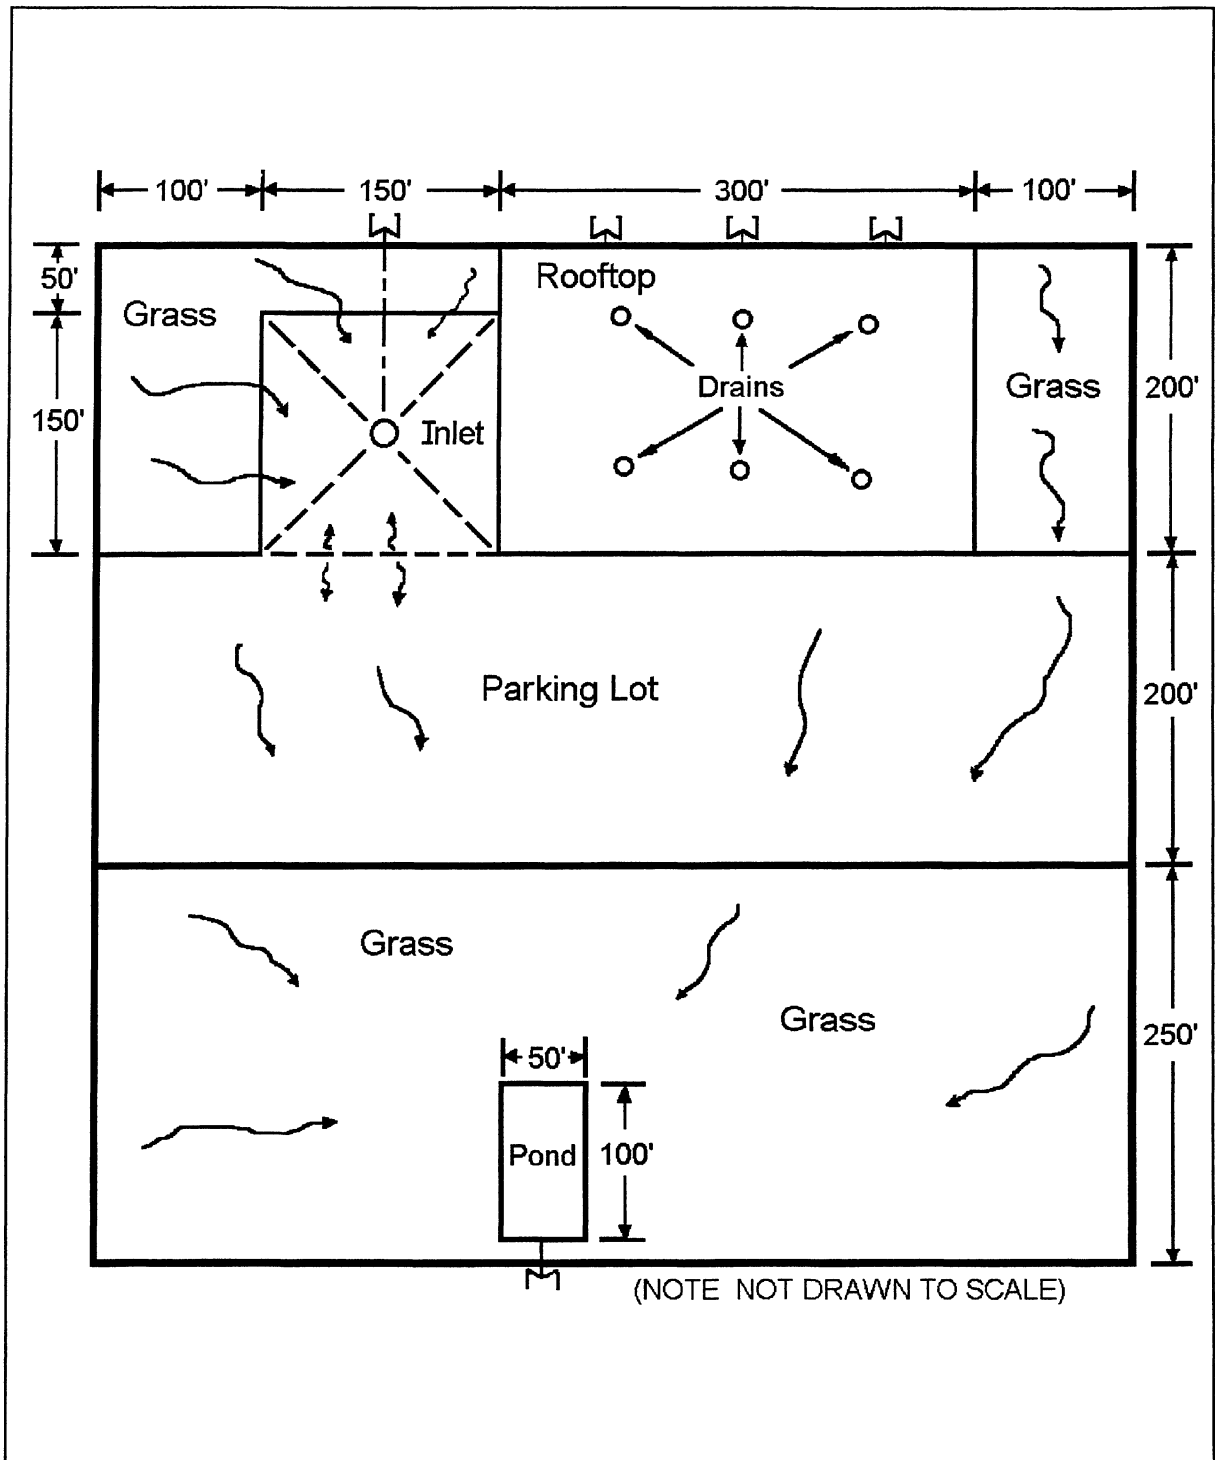 100' 150' 300' 100'
50'
Rooftop
Grass
Drains
Grass
200'
150'
Inlet
Parking Lot
200'
Grass
Grass
250'
50'
Pond
100'
(NOTE NOT DRAWN TO SCALE)